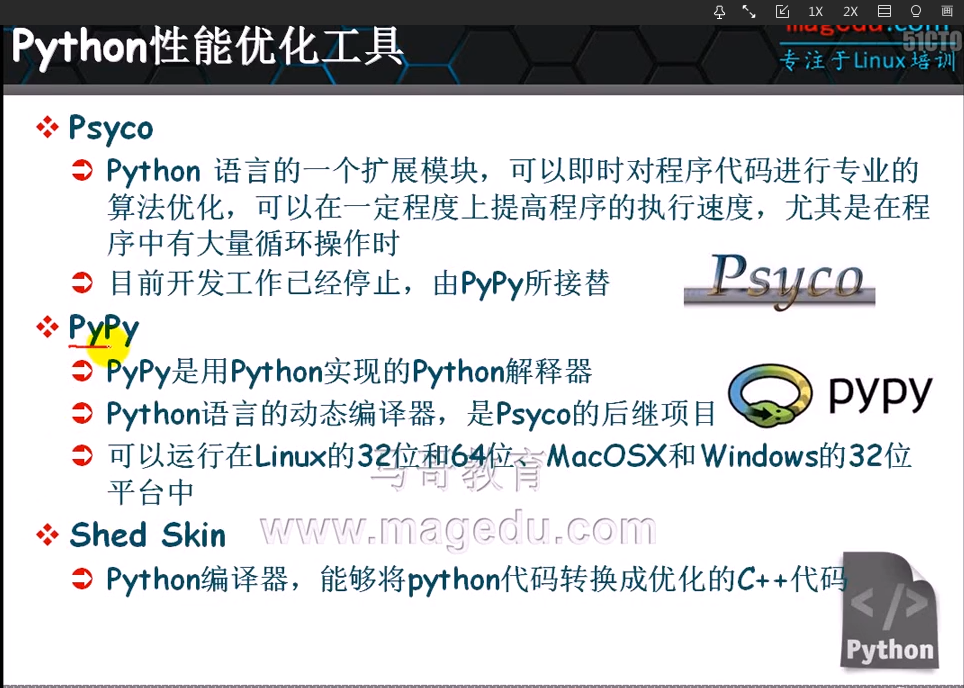 1X 2X 画
Python性能优化工具
magedu.com
51CTO
专注于Linux培训
Psyco
Python 语言的一个扩展模块，可以即时对程序代码进行专业的
算法优化，可以在一定程度上提高程序的执行速度，尤其是在程
序中有大量循环操作时
目前开发工作已经停止，由PyPy所接替
Psyco
PyPy
PyPy是用Python实现的Python解释器
Python语言的动态编译器，是Psyco的后继项目
pypy
可以运行在Linux的32位和64位、MacOSX和Windows的32位
平台中
马哥教育
www.magedu.com
Shed Skin
Python编译器，能够将python代码转换成优化的C++代码
</>
Python